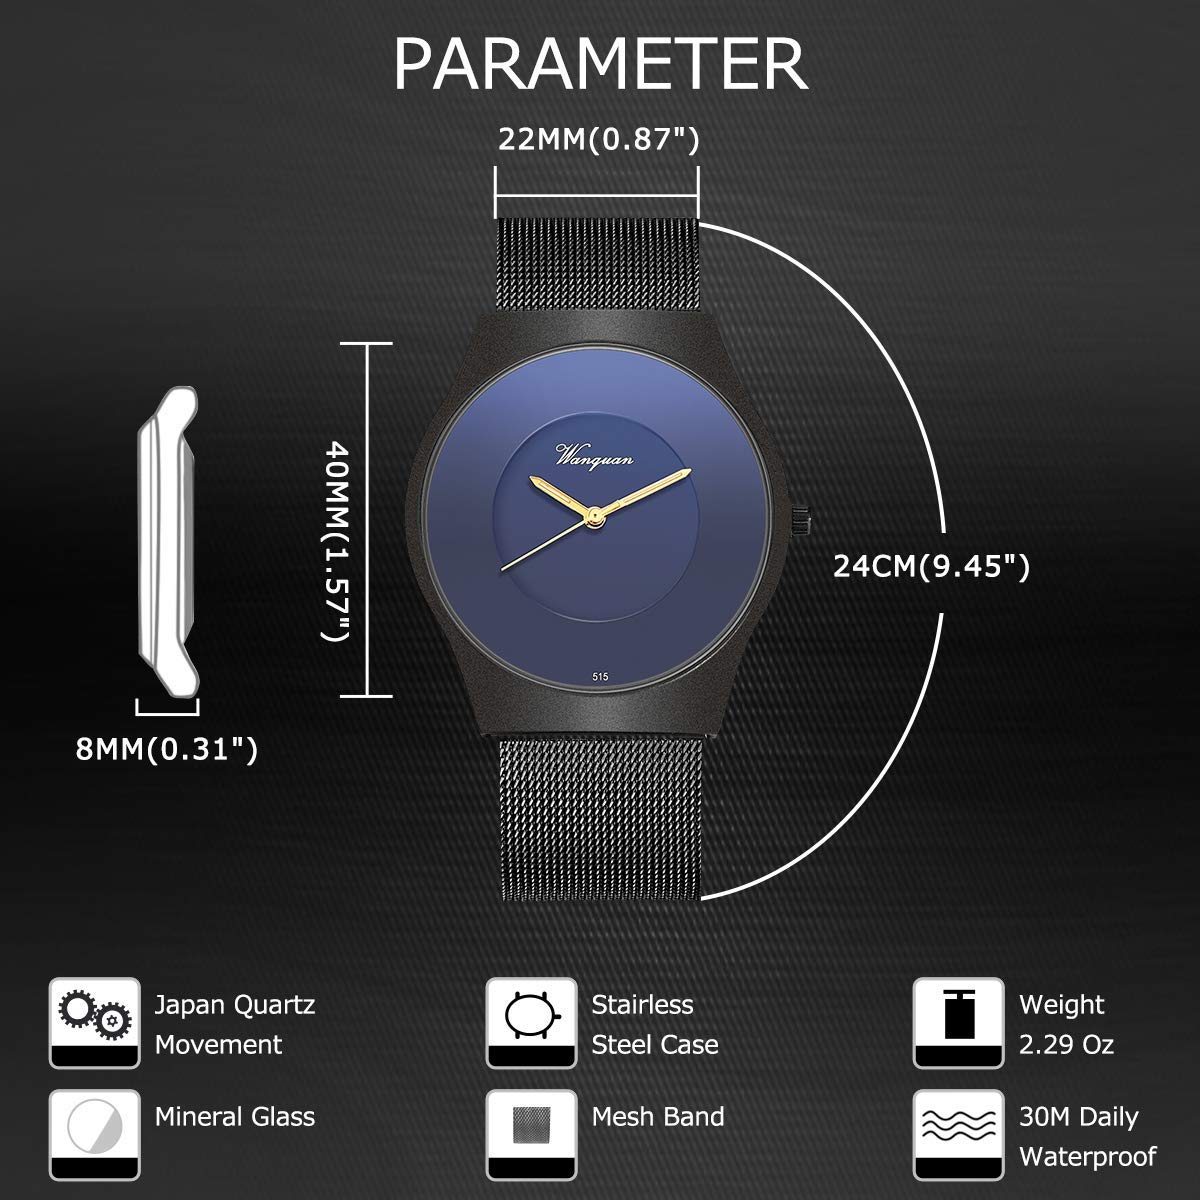 PARAMETER
22MM(0.87")
40MM(1.57")
Wanquan
24CM(9.45")
515
8MM(0.31")
Japan Quartz
Movement
Stairless
Steel Case
Weight
2.29 Oz
Mineral Glass
Mesh Band
30M Daily
Waterproof